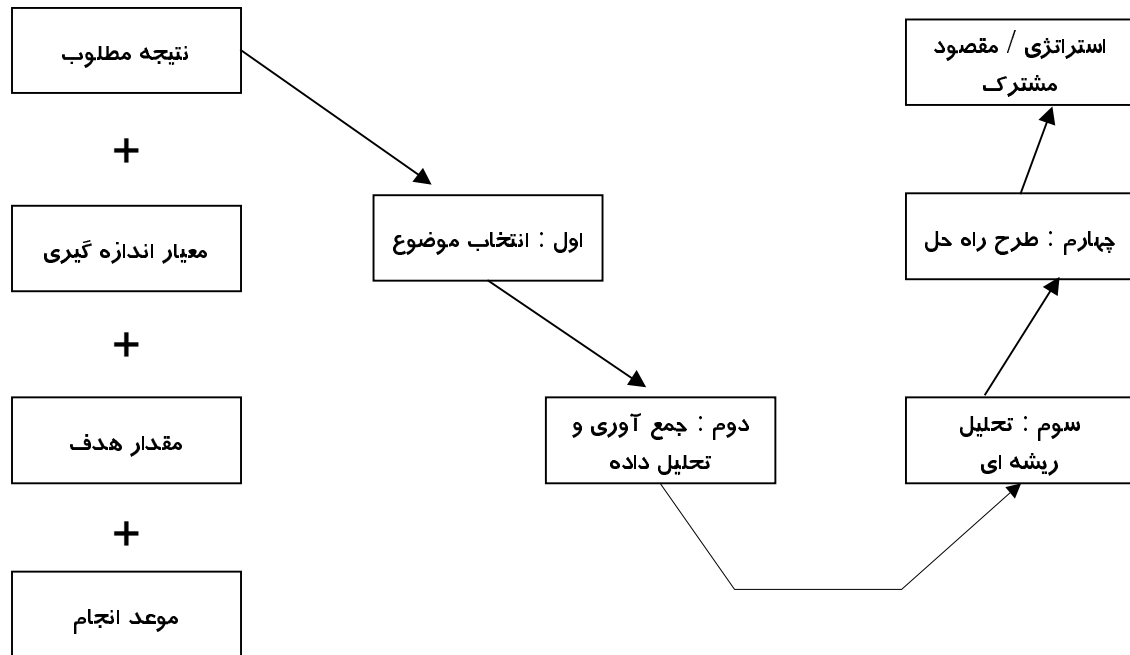 نتیجه مطلوب
+
معیار اندازه گیری
+
مقدار هدف
+
موعد انجام
اول : انتخاب موضوع
دوم : جمع آوری و
تحلیل داده
سوم : تحلیل
ریشه ای
چهارم : طرح راه حل
استراتژی / مقصود
مشترک